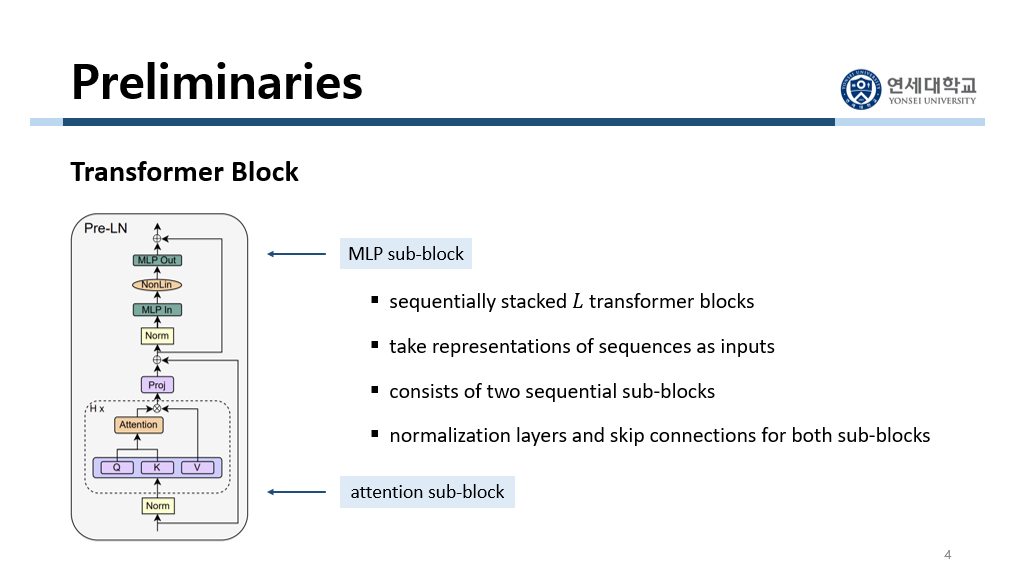 Preliminaries
연세대학교
YONSEI UNIVERSITY
Transformer Block
Pre-LN
MLP Out
NonLin
MLP In
Norm
Proj
H x
Attention
Q K V
Norm
MLP sub-block
▪ sequentially stacked L transformer blocks
▪ take representations of sequences as inputs
▪ consists of two sequential sub-blocks
▪ normalization layers and skip connections for both sub-blocks
attention sub-block
4